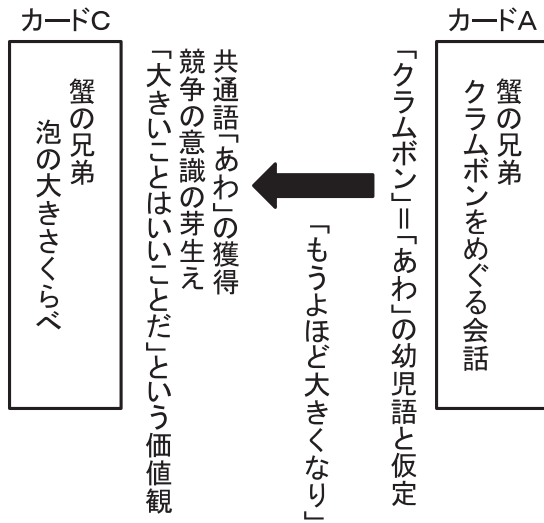 カードA
蟹の兄弟
クラムボンをめぐる会話
「クラムボン」＝「あわ」の幼児語と仮定
「もうよほど大きくなり」
共通語「あわ」の獲得
競争の意識の芽生え
「大きいことはいいことだ」という価値観
カードC
蟹の兄弟
泡の大きさくらべ